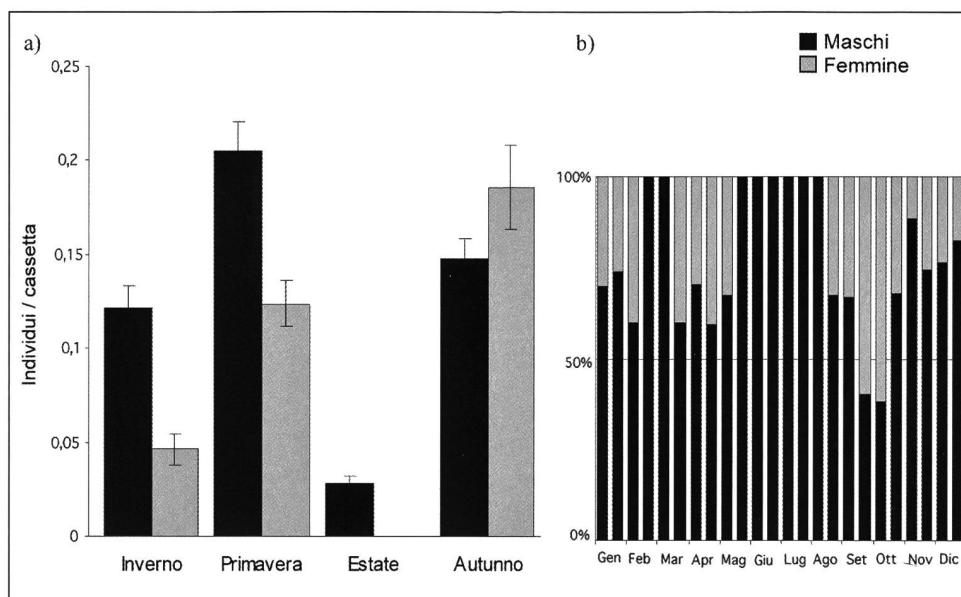 a)
0,25
0,2
0,15
0,1
0,05
0
Individui / cassetta
Inverno Primavera Estate Autunno
b)
Maschi
Femmine
100%
50%
0%
Gen Feb Mar Apr Mag Giu Lug Ago Set Ott Nov Dic